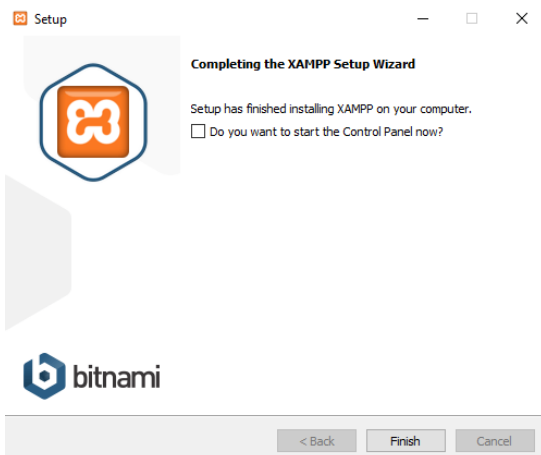 Setup
Completing the XAMPP Setup Wizard
Setup has finished installing XAMPP on your computer.
Do you want to start the Control Panel now?
bitnami
< Back
Finish
Cancel